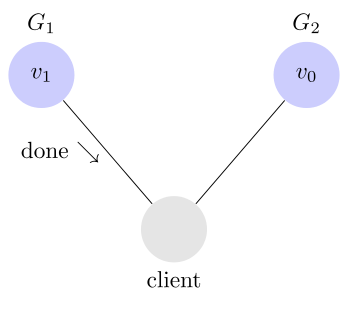 G₁ G₂
v₁ v₀
done
client